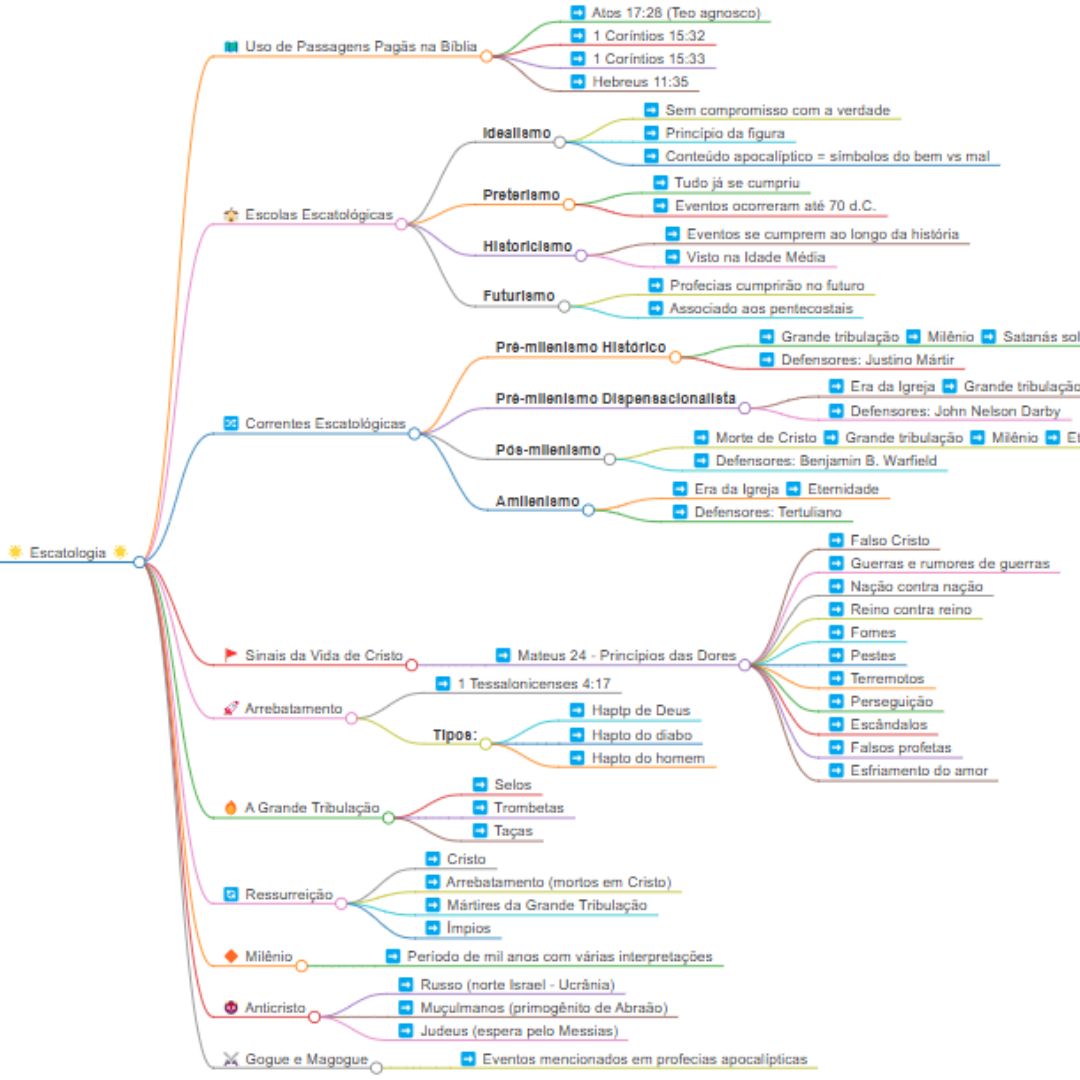 Escatologia
Uso de Passagens Pagãs na Bíblia
Atos 17:28 (Teo agnosco)
1 Coríntios 15:32
1 Coríntios 15:33
Hebreus 11:35
Escolas Escatológicas
Idealismo
Sem compromisso com a verdade
Princípio da figura
Conteúdo apocalíptico = símbolos do bem vs mal
Preterismo
Tudo já se cumpriu
Eventos ocorreram até 70 d.C.
Historicismo
Eventos se cumprem ao longo da história
Visto na Idade Média
Futurismo
Profecias cumprirão no futuro
Associado aos pentecostais
Correntes Escatológicas
Pré-milenismo Histórico
Grande tribulação ➡ Milênio ➡ Satanás sol
Defensores: Justino Mártir
Pré-milenismo Dispensacionalista
Era da Igreja ➡ Grande tribulação
Defensores: John Nelson Darby
Pós-milenismo
Morte de Cristo ➡ Grande tribulação ➡ Milênio ➡ Et
Defensores: Benjamin B. Warfield
Amilenismo
Era da Igreja ➡ Eternidade
Defensores: Tertuliano
Sinais da Vida de Cristo
Mateus 24 - Princípios das Dores
Falso Cristo
Guerras e rumores de guerras
Nação contra nação
Reino contra reino
Fomes
Pestes
Terremotos
Perseguição
Escândalos
Falsos profetas
Esfriamento do amor
Arrebatamento
1 Tessalonicenses 4:17
Tipos:
Haptp de Deus
Hapto do diabo
Hapto do homem
A Grande Tribulação
Selos
Trombetas
Taças
Ressurreição
Cristo
Arrebatamento (mortos em Cristo)
Mártires da Grande Tribulação
Ímpios
Milênio
Período de mil anos com várias interpretações
Anticristo
Russo (norte Israel - Ucrânia)
Muçulmanos (primogênito de Abraão)
Judeus (espera pelo Messias)
Gogue e Magogue
Eventos mencionados em profecias apocalípticas